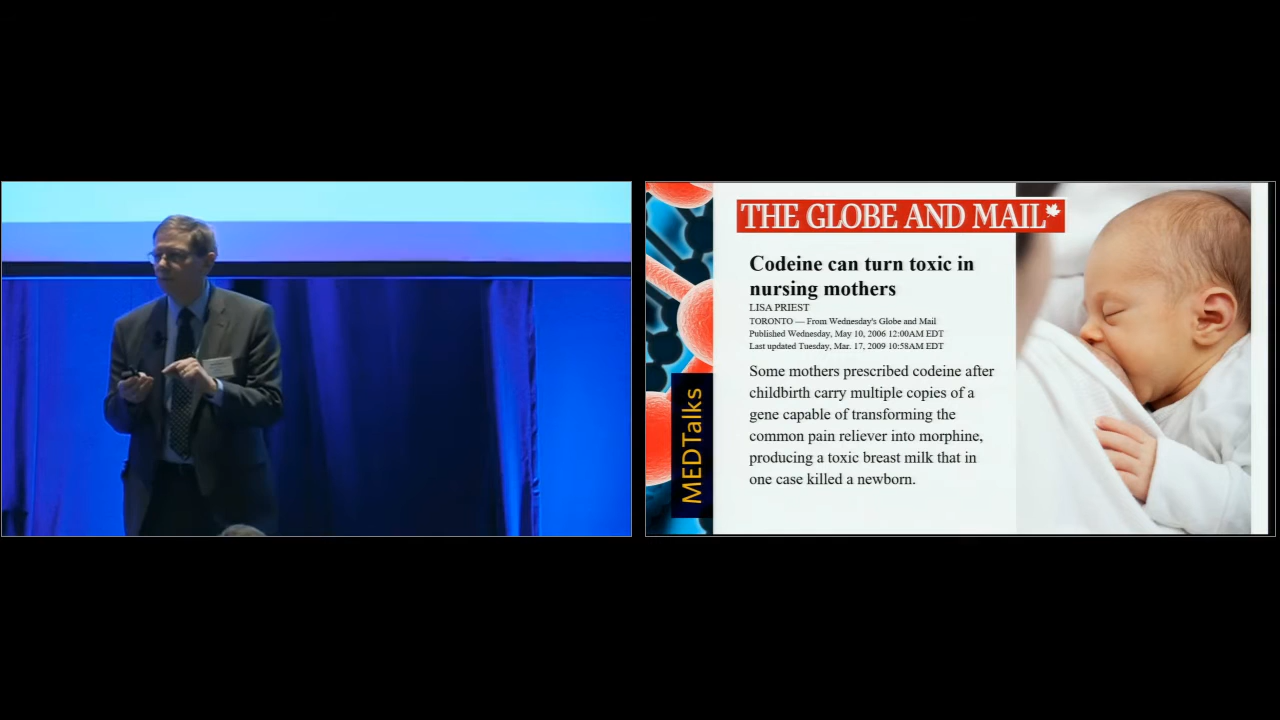 THE GLOBE AND MAIL
Codeine can turn toxic in
nursing mothers
LISA PRIEST
TORONTO — From Wednesday's Globe and Mail
Published Wednesday, May 10, 2006 12:00AM EDT
Last updated Tuesday, Mar. 17, 2009 10:58AM EDT
Some mothers prescribed codeine after
childbirth carry multiple copies of a
gene capable of transforming the
common pain reliever into morphine,
producing a toxic breast milk that in
one case killed a newborn.
MEDTalks